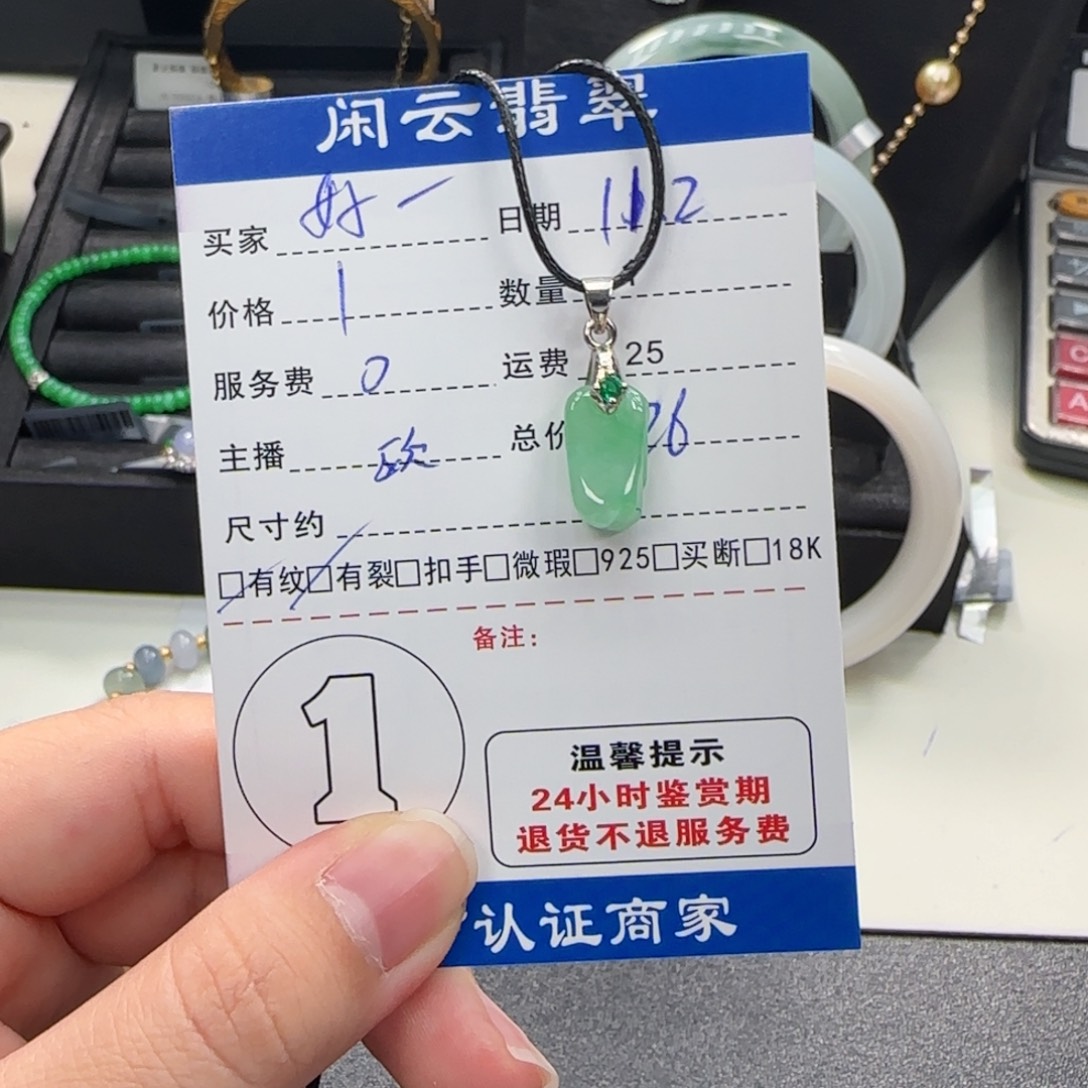 闲云翡翠
买家 好一 日期 11.2
价格 1 数量
服务费 0 运费 25
主播 欧 总价 26
尺寸约
□有纹□有裂□扣手□微瑕□925□买断□18K
备注:
1
温馨提示
24小时鉴赏期
退货不退服务费
认证商家
C
A